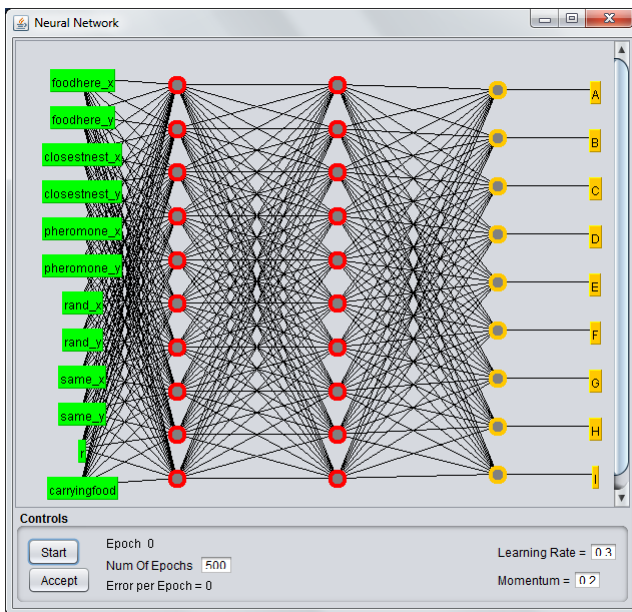 Neural Network
foodhere_x
foodhere_y
closestnest_x
closestnest_y
pheromone_x
pheromone_y
rand_x
rand_y
same_x
same_y
r
carryingfood
A
B
C
D
E
F
G
H
I
Controls
Start
Accept
Epoch 0
Num Of Epochs 500
Error per Epoch = 0
Learning Rate = 0.3
Momentum = 0.2